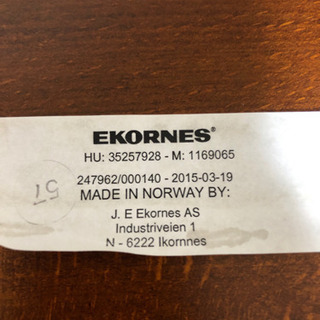 EKORNES®
HU: 35257928 - M: 1169065
247962/000140 - 2015-03-19
MADE IN NORWAY BY:
J. E Ekornes AS
Industriveien 1
N - 6222 Ikornnes
57